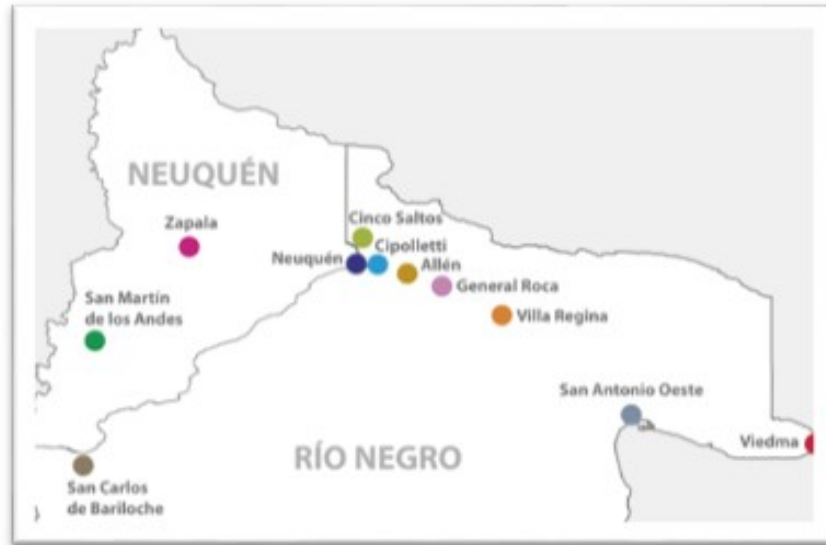 NEUQUÉN
Zapala
Cinco Saltos
Cipolletti
Neuquén
Allén
General Roca
San Martín
de los Andes
Villa Regina
San Antonio Oeste
Viedma
RÍO NEGRO
San Carlos
de Bariloche